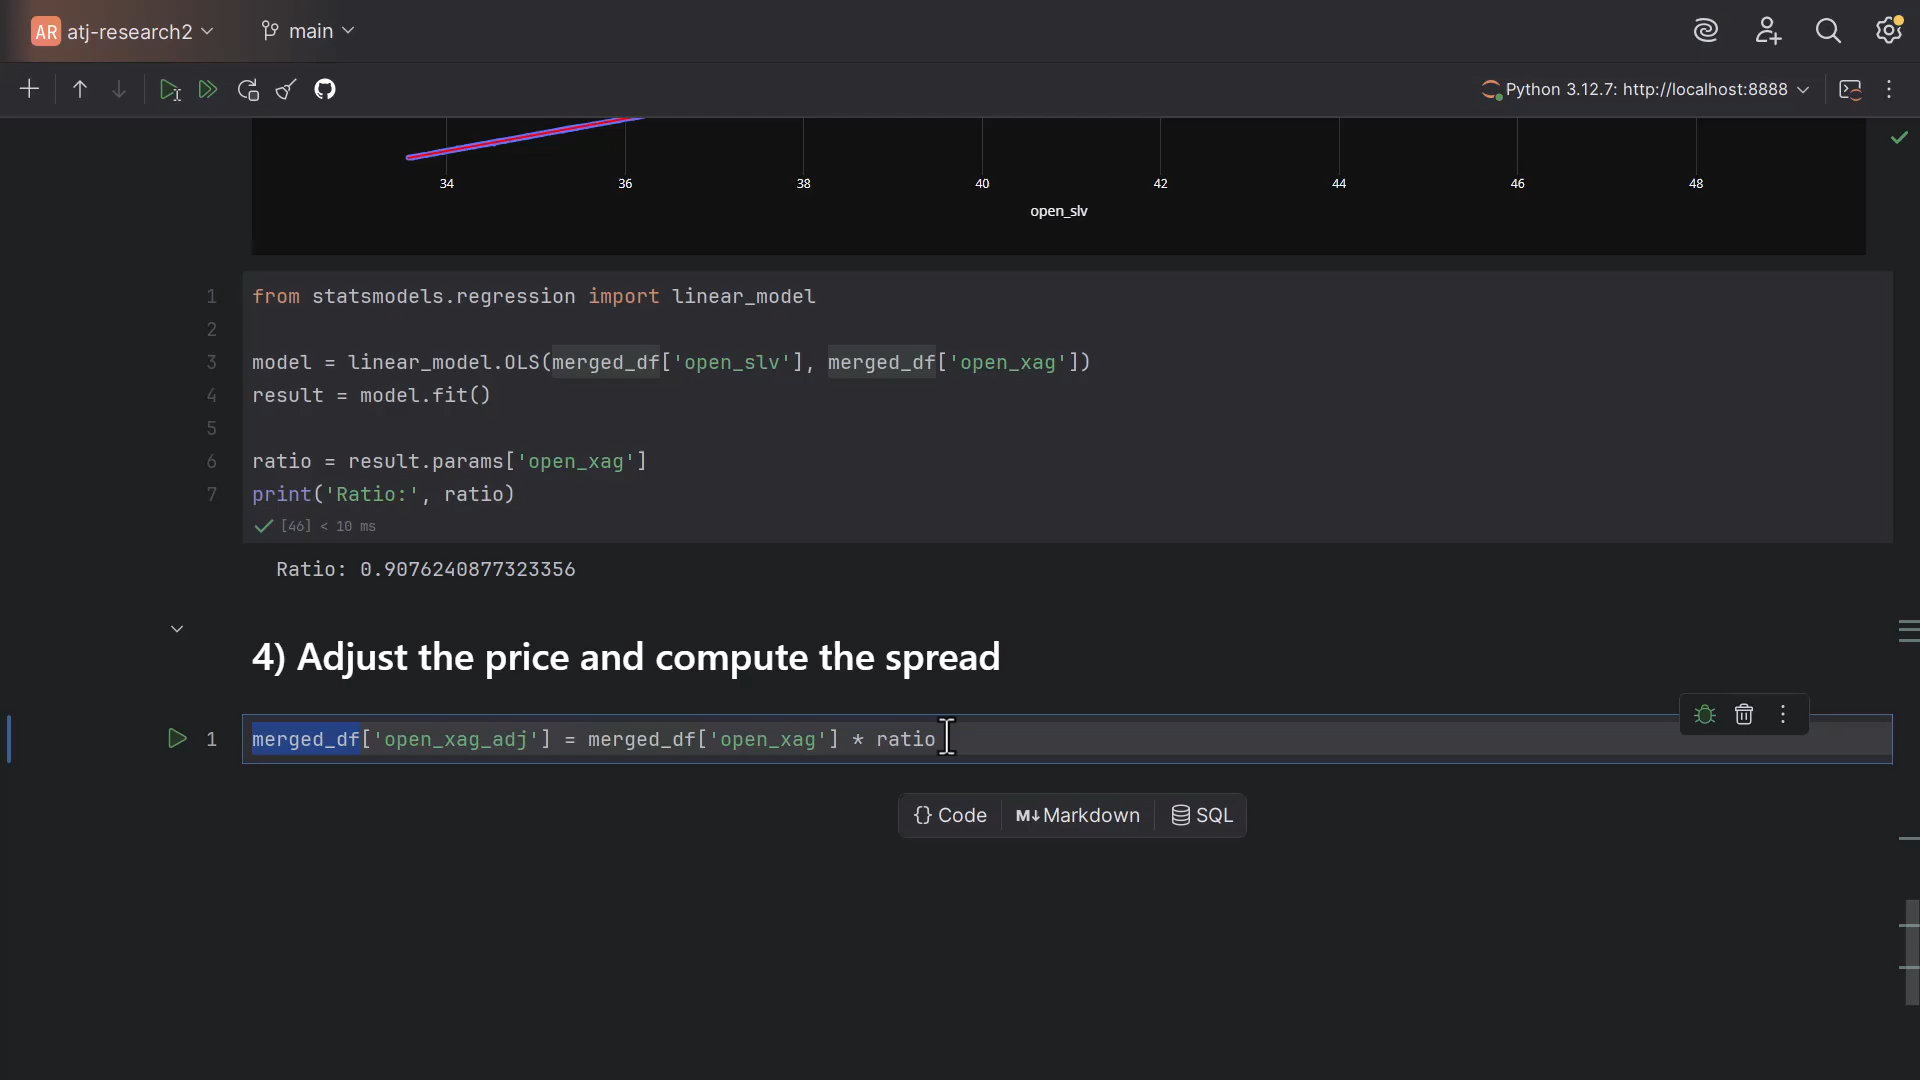 AR atj-research2 main
Python 3.12.7: http://localhost:8888
34 36 38 40 42 44 46 48
open_slv
1 from statsmodels.regression import linear_model
2
3 model = linear_model.OLS(merged_df['open_slv'], merged_df['open_xag'])
4 result = model.fit()
5
6 ratio = result.params['open_xag']
7 print('Ratio:', ratio)
[46] < 10 ms
Ratio: 0.9076240877323356
4) Adjust the price and compute the spread
1 merged_df['open_xag_adj'] = merged_df['open_xag'] * ratio
{} Code M↓ Markdown SQL